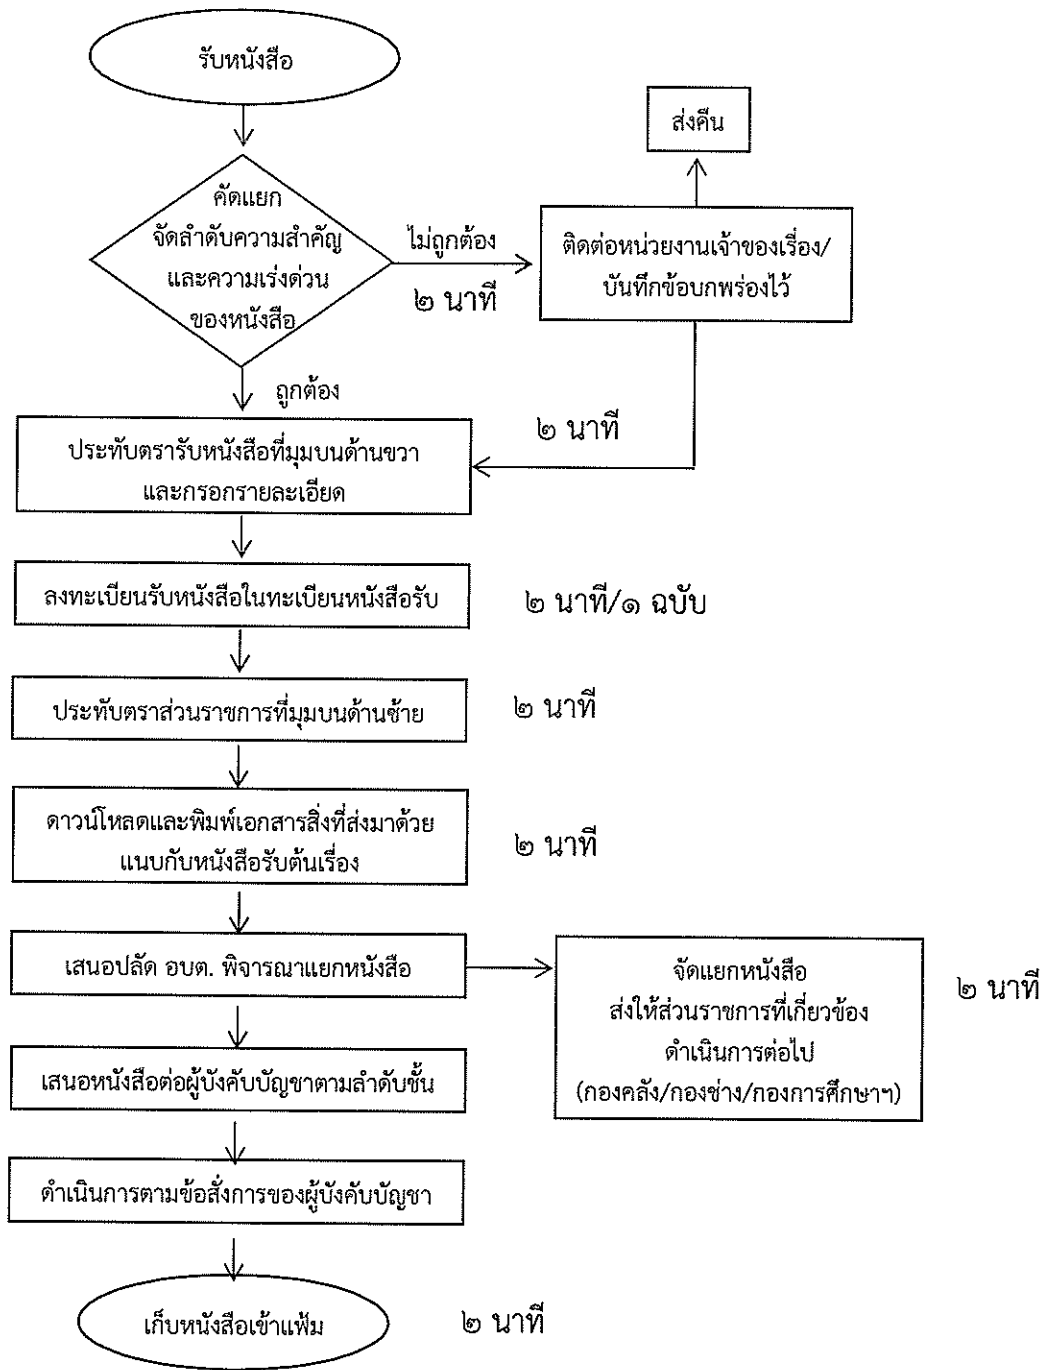 รับหนังสือ
ส่งคืน
คัดแยก
จัดลำดับความสำคัญ
และความเร่งด่วน
ของหนังสือ
ไม่ถูกต้อง
๒ นาที
ติดต่อหน่วยงานเจ้าของเรื่อง/
บันทึกข้อบกพร่องไว้
ถูกต้อง
๒ นาที
ประทับตรารับหนังสือที่มุมบนด้านขวา
และกรอกรายละเอียด
ลงทะเบียนรับหนังสือในทะเบียนหนังสือรับ
๒ นาที/๑ ฉบับ
ประทับตราส่วนราชการที่มุมบนด้านซ้าย
๒ นาที
ดาวน์โหลดและพิมพ์เอกสารสิ่งที่ส่งมาด้วย
แนบกับหนังสือรับต้นเรื่อง
๒ นาที
เสนอปลัด อบต. พิจารณาแยกหนังสือ
จัดแยกหนังสือ
ส่งให้ส่วนราชการที่เกี่ยวข้อง
ดำเนินการต่อไป
(กองคลัง/กองช่าง/กองการศึกษาฯ)
๒ นาที
เสนอหนังสือต่อผู้บังคับบัญชาตามลำดับชั้น
ดำเนินการตามข้อสั่งการของผู้บังคับบัญชา
เก็บหนังสือเข้าแฟ้ม
๒ นาที